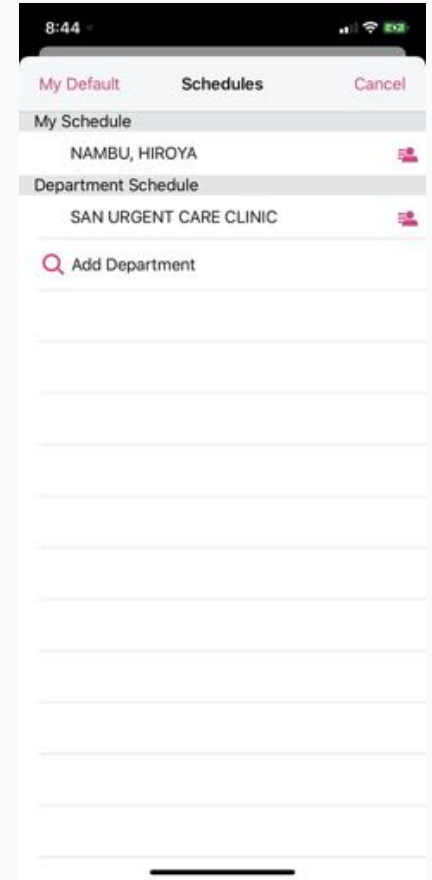 8:44
My Default Schedules Cancel
My Schedule
NAMBU, HIROYA
Department Schedule
SAN URGENT CARE CLINIC
Add Department